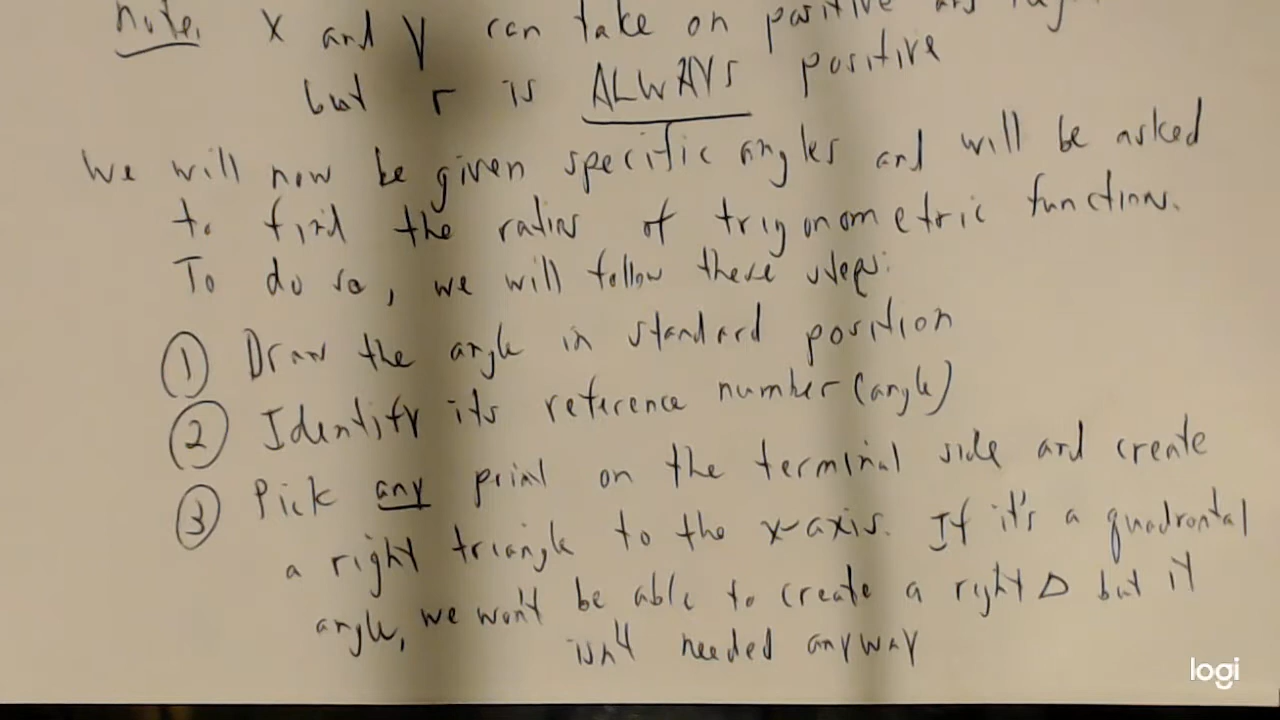 Note: x and y can take on positive
but r is ALWAYS positive
We will now be given specific angles and will be asked
to find the ratios of trigonometric functions.
To do so, we will follow these steps:
① Draw the angle in standard position
② Identify its reference number (angle)
③ Pick any point on the terminal side and create
a right triangle to the x-axis. If it's a quadrontal
angle, we won't be able to create a right △ but it
isn't needed anyway
logi